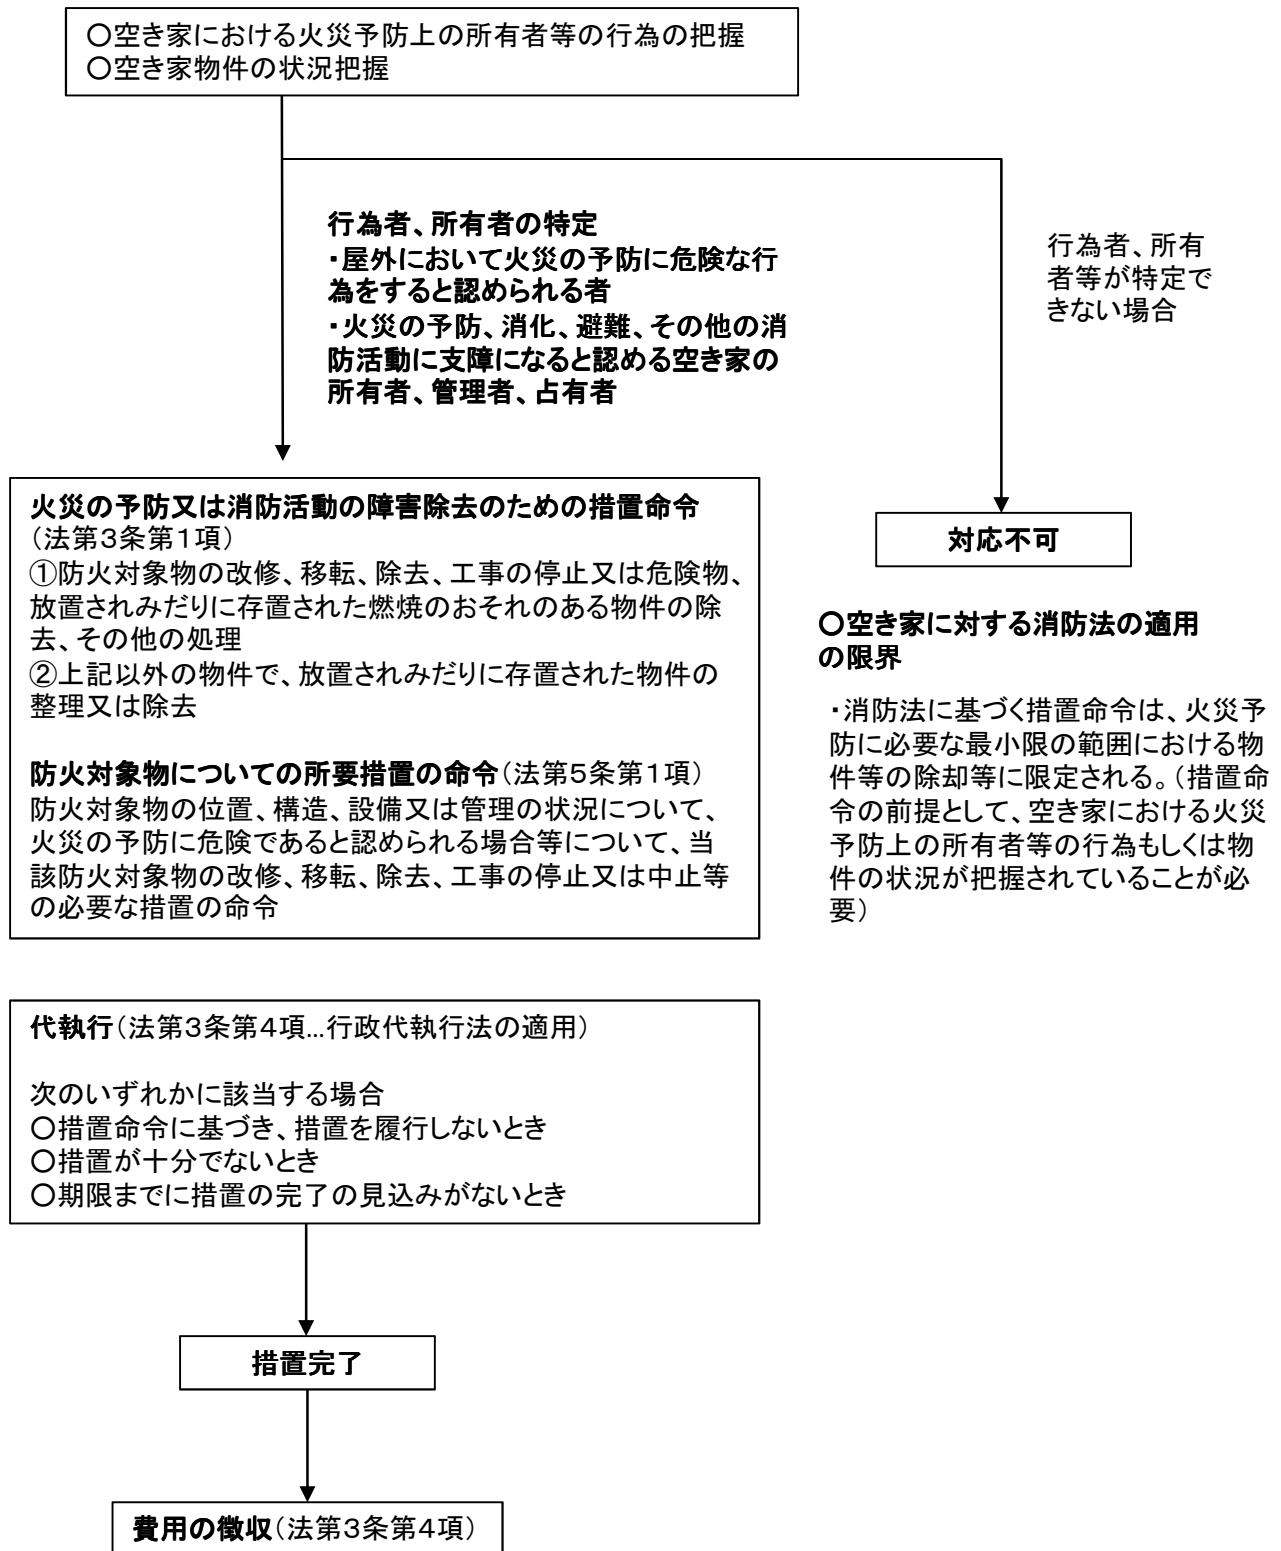 〇空き家における火災予防上の所有者等の行為の把握
〇空き家物件の状況把握
行為者、所有者の特定
・屋外において火災の予防に危険な行
為をすると認められる者
・火災の予防、消化、避難、その他の消
防活動に支障になると認める空き家の
所有者、管理者、占有者
行為者、所有
者等が特定で
きない場合
火災の予防又は消防活動の障害除去のための措置命令
（法第３条第１項）
①防火対象物の改修、移転、除去、工事の停止又は危険物、
放置されみだりに存置された燃焼のおそれのある物件の除
去、その他の処理
②上記以外の物件で、放置されみだりに存置された物件の
整理又は除去
防火対象物についての所要措置の命令（法第５条第１項）
防火対象物の位置、構造、設備又は管理の状況について、
火災の予防に危険であると認められる場合等について、当
該防火対象物の改修、移転、除去、工事の停止又は中止等
の必要な措置の命令
対応不可
〇空き家に対する消防法の適用
の限界
・消防法に基づく措置命令は、火災予
防に必要な最小限の範囲における物
件等の除却等に限定される。（措置命
令の前提として、空き家における火災
予防上の所有者等の行為もしくは物
件の状況が把握されていることが必
要）
代執行（法第３条第４項…行政代執行法の適用）
次のいずれかに該当する場合
〇措置命令に基づき、措置を履行しないとき
〇措置が十分でないとき
〇期限までに措置の完了の見込みがないとき
措置完了
費用の徴収（法第３条第４項）